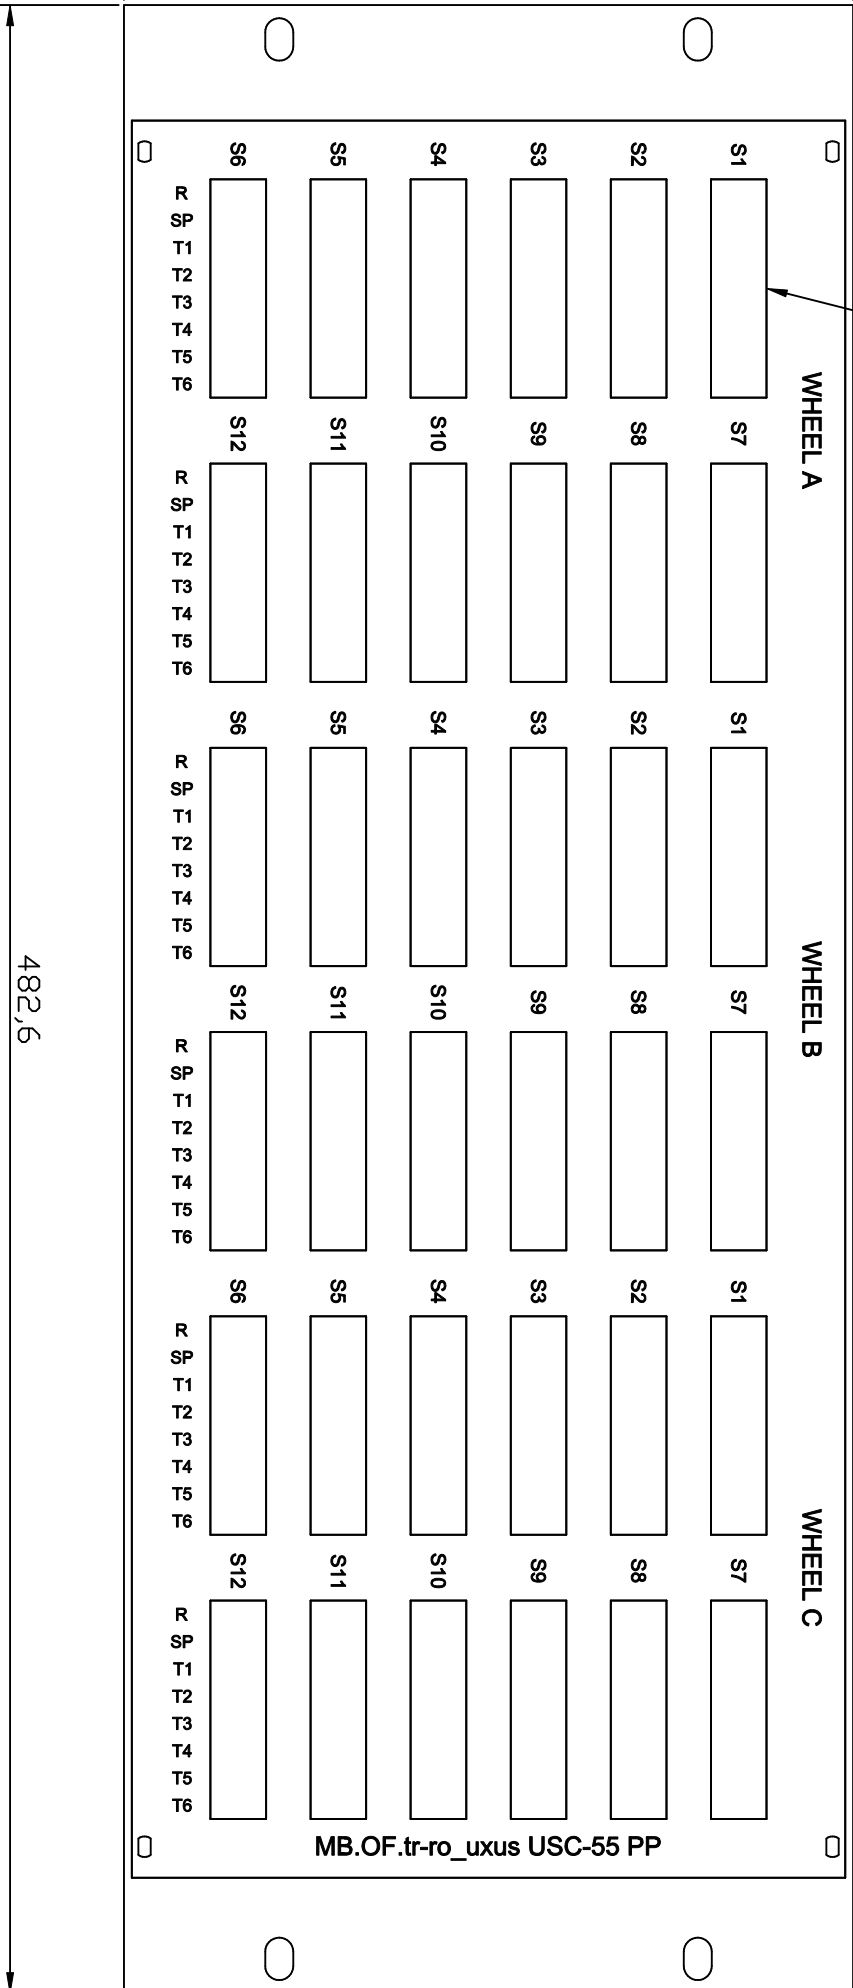 S6 S5 S4 S3 S2 S1
R
SP
T1
T2
T3
T4
T5
T6
WHEEL A
S12 S11 S10 S9 S8 S7
R
SP
T1
T2
T3
T4
T5
T6
S6 S5 S4 S3 S2 S1
R
SP
T1
T2
T3
T4
T5
T6
WHEEL B
482,6
S12 S11 S10 S9 S8 S7
R
SP
T1
T2
T3
T4
T5
T6
S6 S5 S4 S3 S2 S1
R
SP
T1
T2
T3
T4
T5
T6
WHEEL C
S12 S11 S10 S9 S8 S7
R
SP
T1
T2
T3
T4
T5
T6
MB.OF.tr-ro_uxus USC-55 PP